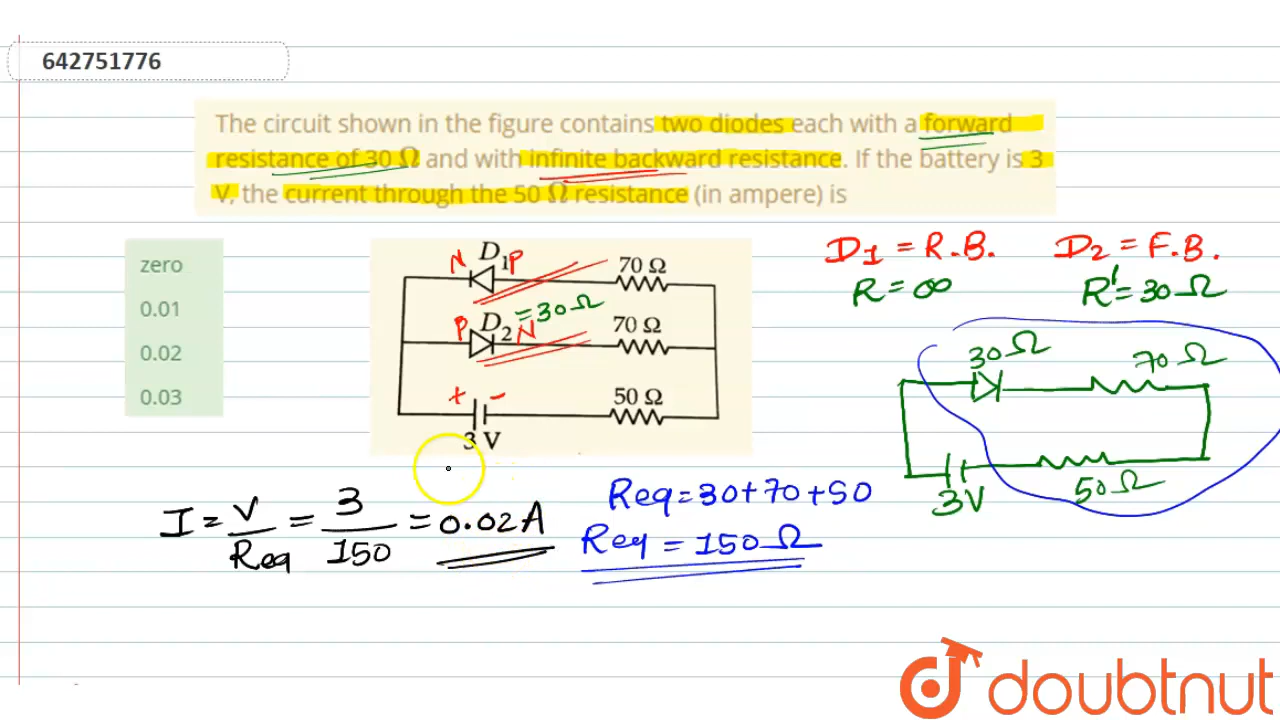 642751776
The circuit shown in the figure contains two diodes each with a forward
resistance of 30 Ω and with infinite backward resistance. If the battery is 3
V, the current through the 50 Ω resistance (in ampere) is
zero
0.01
0.02
0.03
N D1 P 70 Ω
= 30 Ω
P D2 N 70 Ω
+ - 50 Ω
3 V
D1 = R.B. D2 = F.B.
R = ∞ R' = 30 Ω
30 Ω 70 Ω
3V 50 Ω
Req = 30 + 70 + 50
Req = 150 Ω
I = V/Req = 3/150 = 0.02A
doubtnut